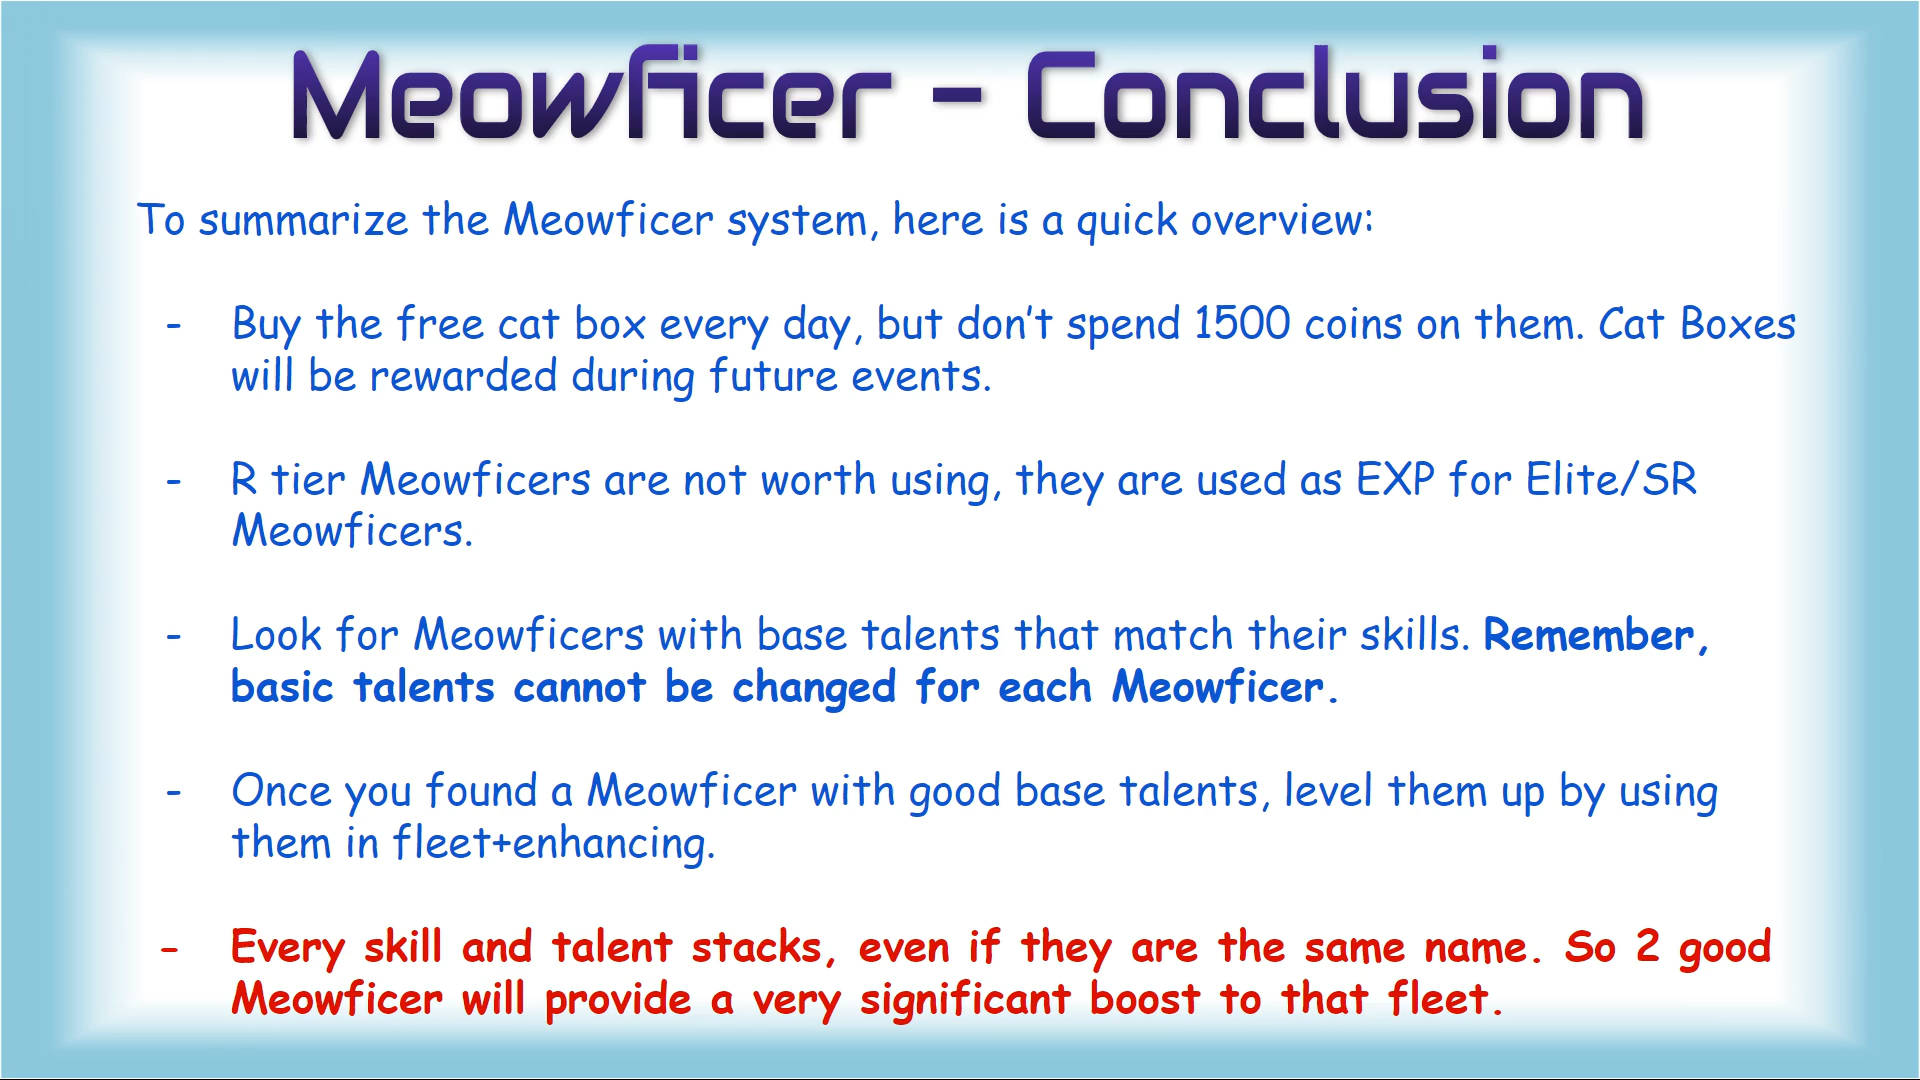 Meowficer - Conclusion
To summarize the Meowficer system, here is a quick overview:
- Buy the free cat box every day, but don't spend 1500 coins on them. Cat Boxes
will be rewarded during future events.
- R tier Meowficers are not worth using, they are used as EXP for Elite/SR
Meowficers.
- Look for Meowficers with base talents that match their skills. Remember,
basic talents cannot be changed for each Meowficer.
- Once you found a Meowficer with good base talents, level them up by using
them in fleet+enhancing.
- Every skill and talent stacks, even if they are the same name. So 2 good
Meowficer will provide a very significant boost to that fleet.